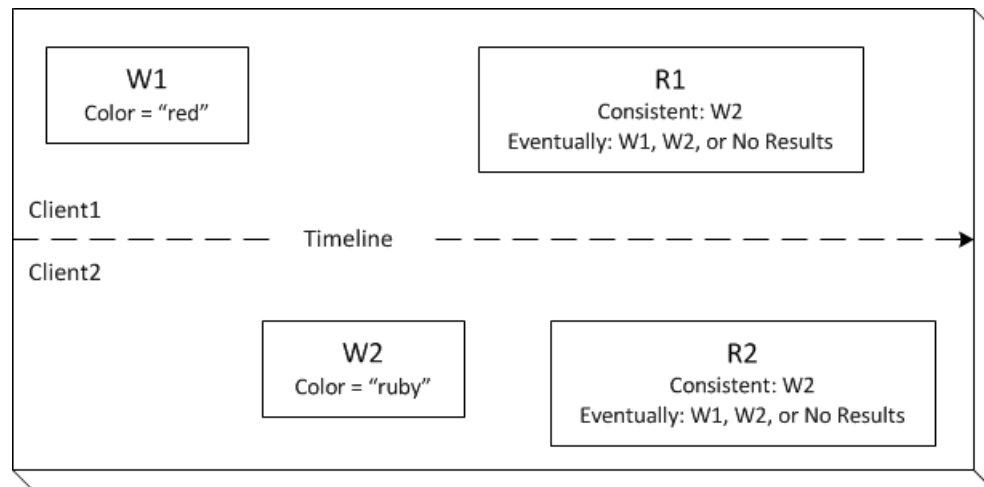 W1
Color = “red”
R1
Consistent: W2
Eventually: W1, W2, or No Results
Client1
Timeline
Client2
W2
Color = “ruby”
R2
Consistent: W2
Eventually: W1, W2, or No Results